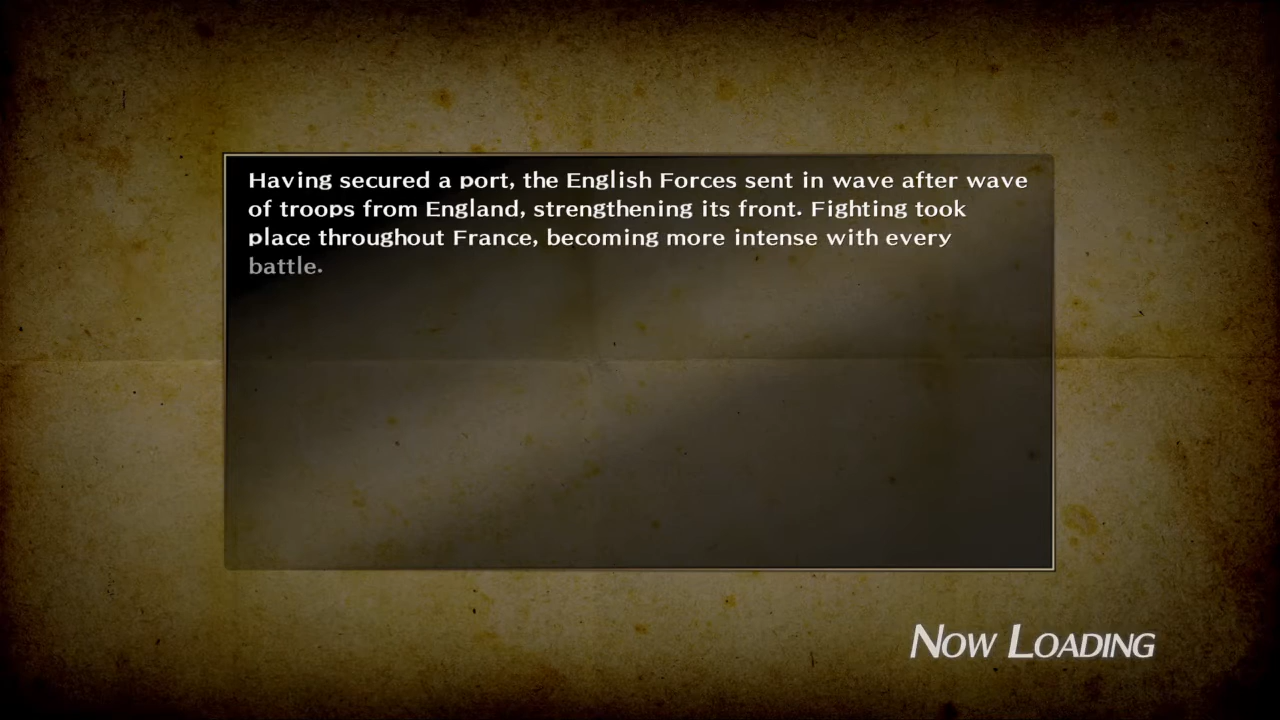 Having secured a port, the English Forces sent in wave after wave
of troops from England, strengthening its front. Fighting took
place throughout France, becoming more intense with every
battle.
Now Loading